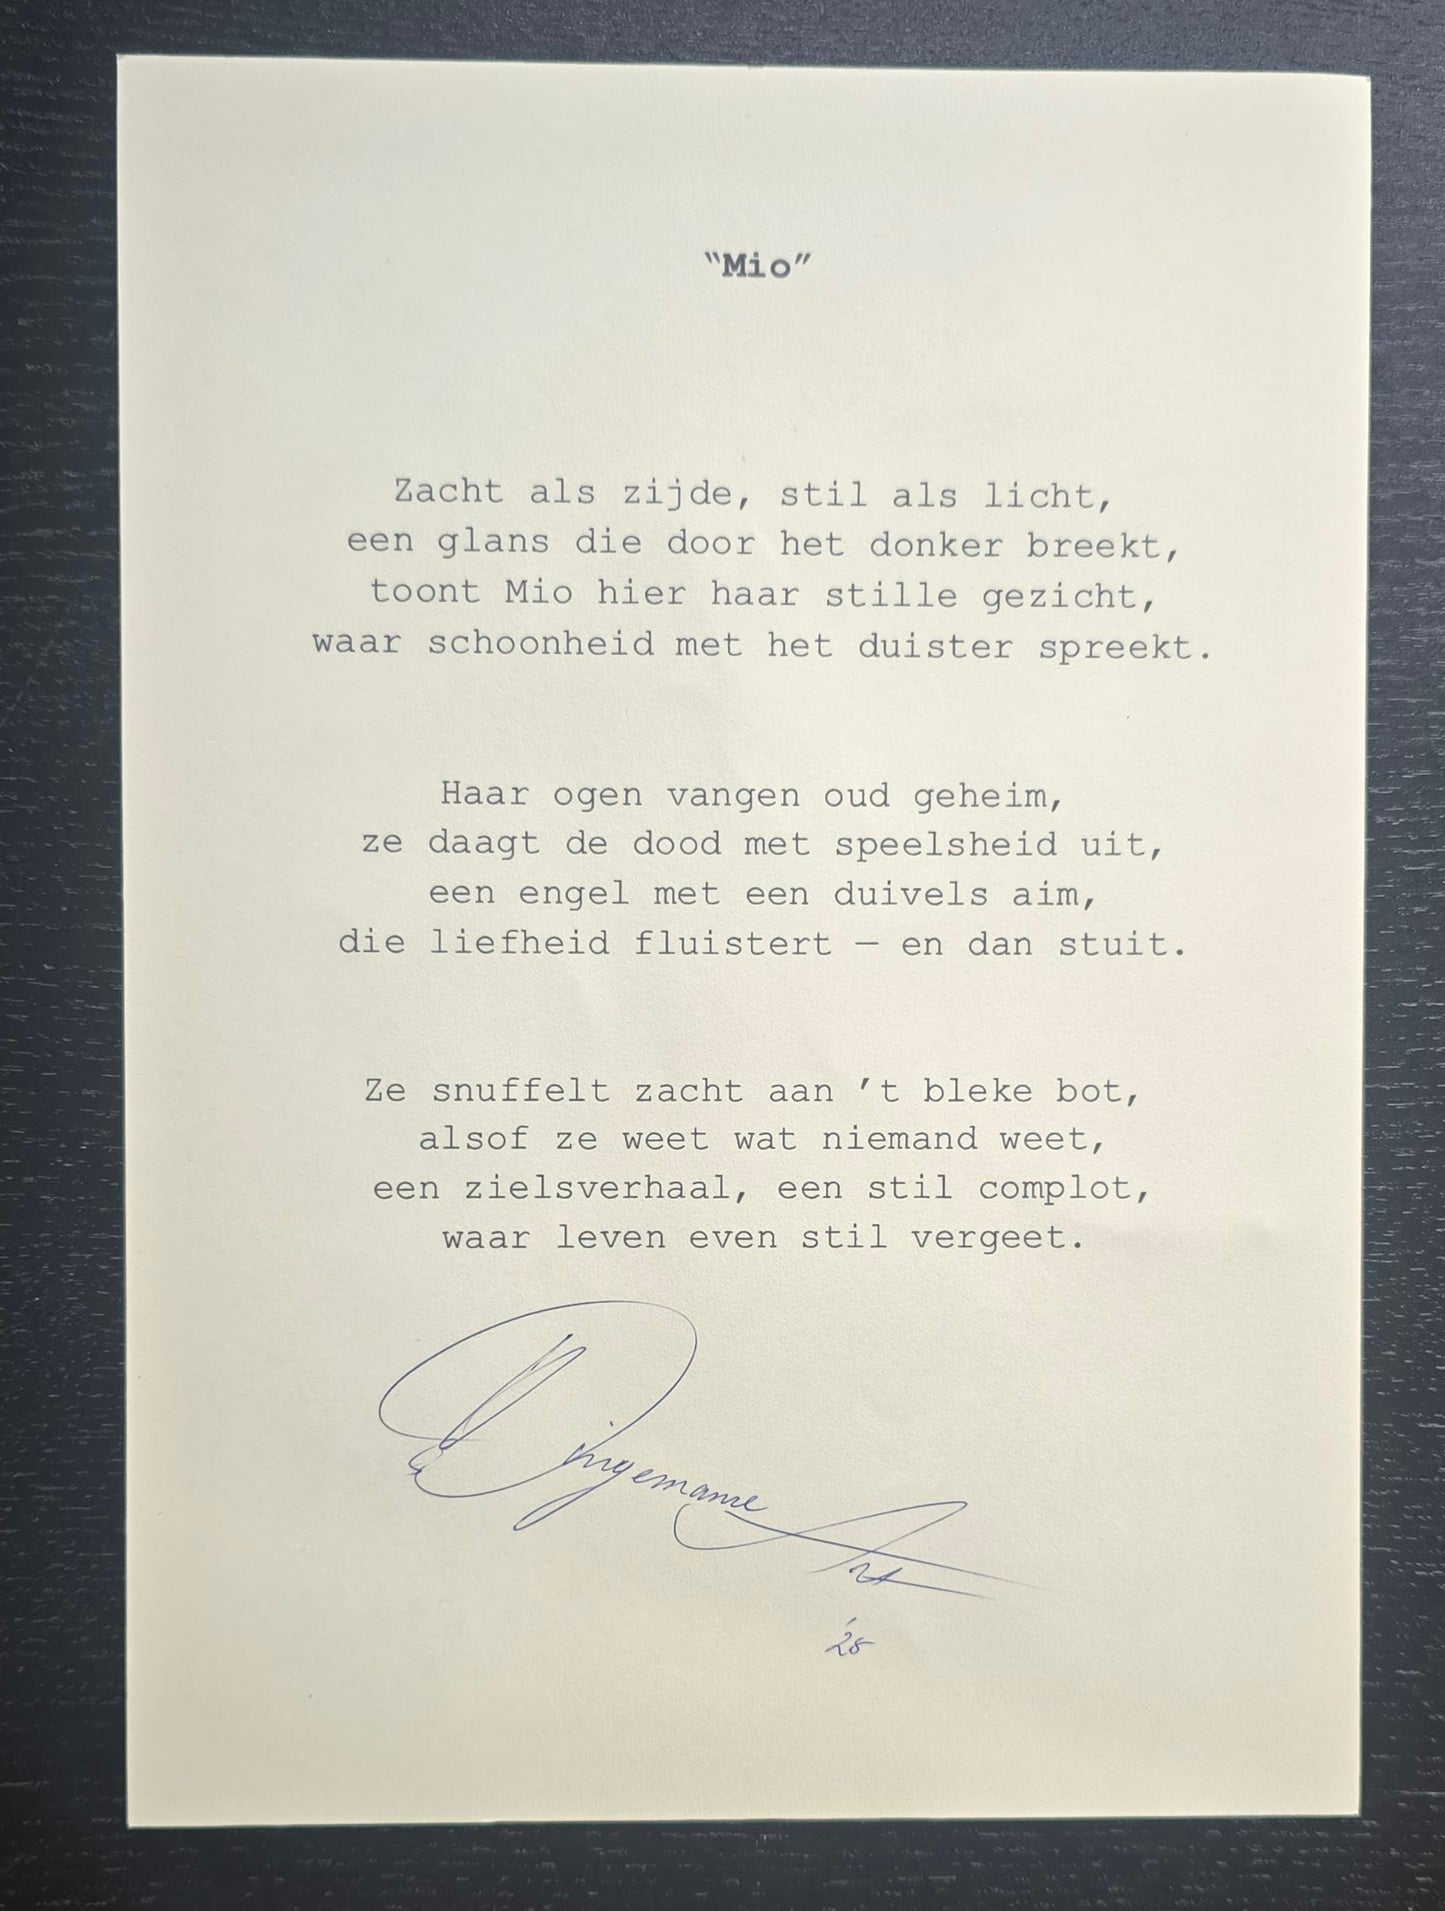 “Mio”
Zacht als zijde, stil als licht,
een glans die door het donker breekt,
toont Mio hier haar stille gezicht,
waar schoonheid met het duister spreekt.
Haar ogen vangen oud geheim,
ze daagt de dood met speelsheid uit,
een engel met een duivels aim,
die liefheid fluistert — en dan stuit.
Ze snuffelt zacht aan ’t bleke bot,
alsof ze weet wat niemand weet,
een zielsverhaal, een stil complot,
waar leven even stil vergeet.
Dingemanse Art
'25